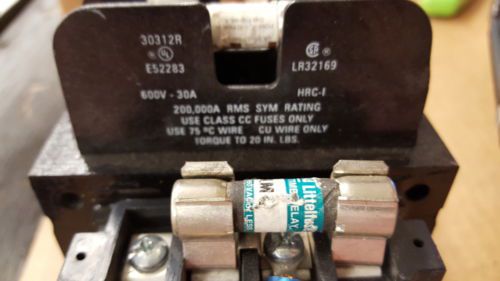 30312R
E52283
LR32169
600V - 30A
HRC-I
200,000A RMS SYM RATING
USE CLASS CC FUSES ONLY
USE 75 ºC WIRE CU WIRE ONLY
TORQUE TO 20 IN. LBS.